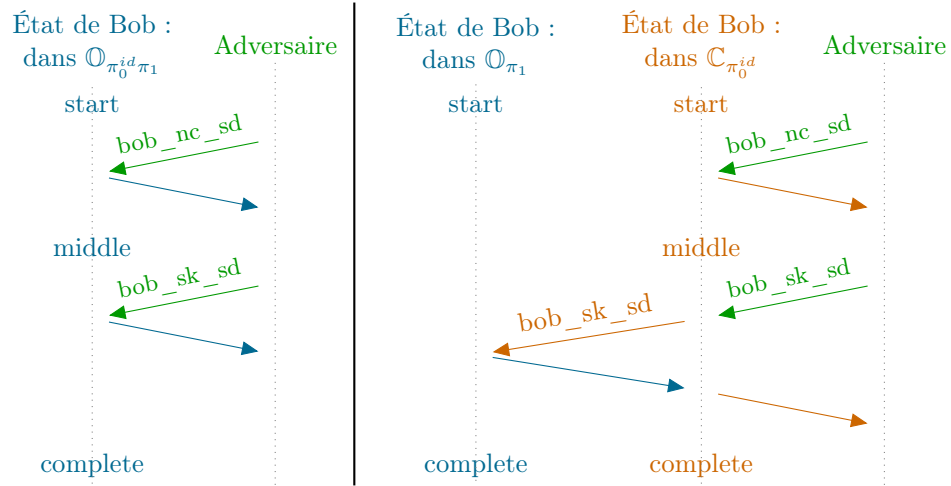 État de Bob :
dans 𝕆_{π_0^{id} π_1}
Adversaire
start
bob_nc_sd
middle
bob_sk_sd
complete
État de Bob :
dans 𝕆_{π_1}
État de Bob :
dans ℂ_{π_0^{id}}
Adversaire
start
start
bob_nc_sd
middle
bob_sk_sd
bob_sk_sd
complete
complete